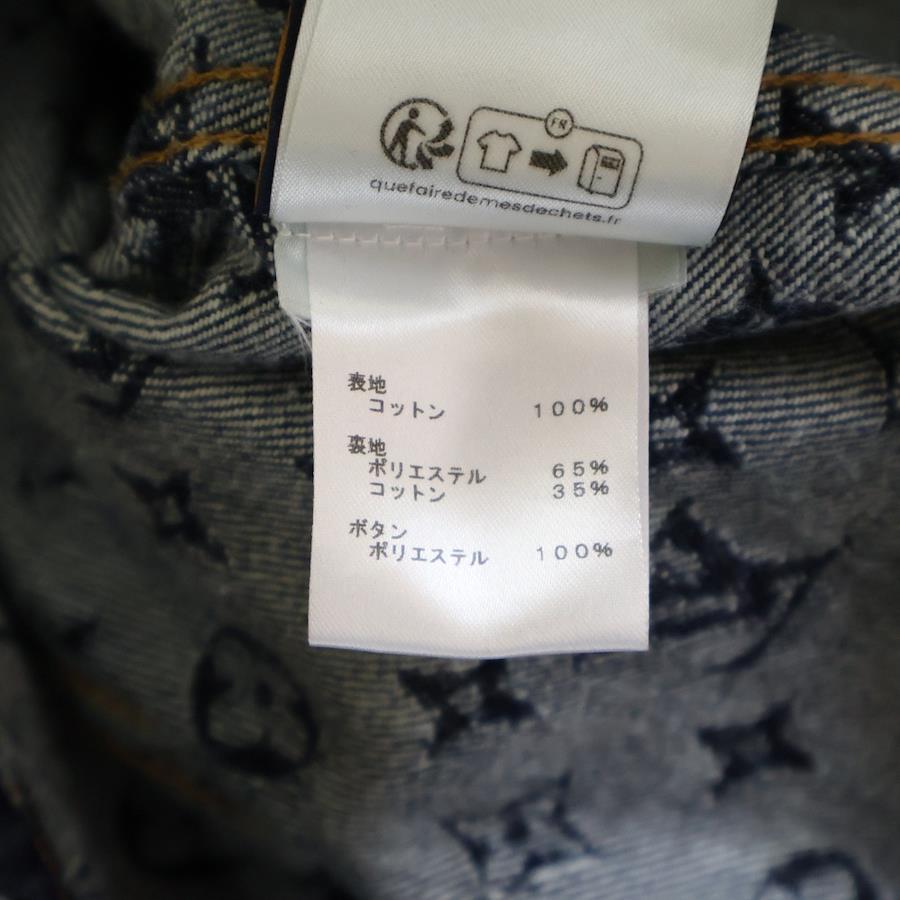 FR
quefairedemesdechets.fr
表地
コットン 100%
裏地
ポリエステル 65%
コットン 35%
ボタン
ポリエステル 100%